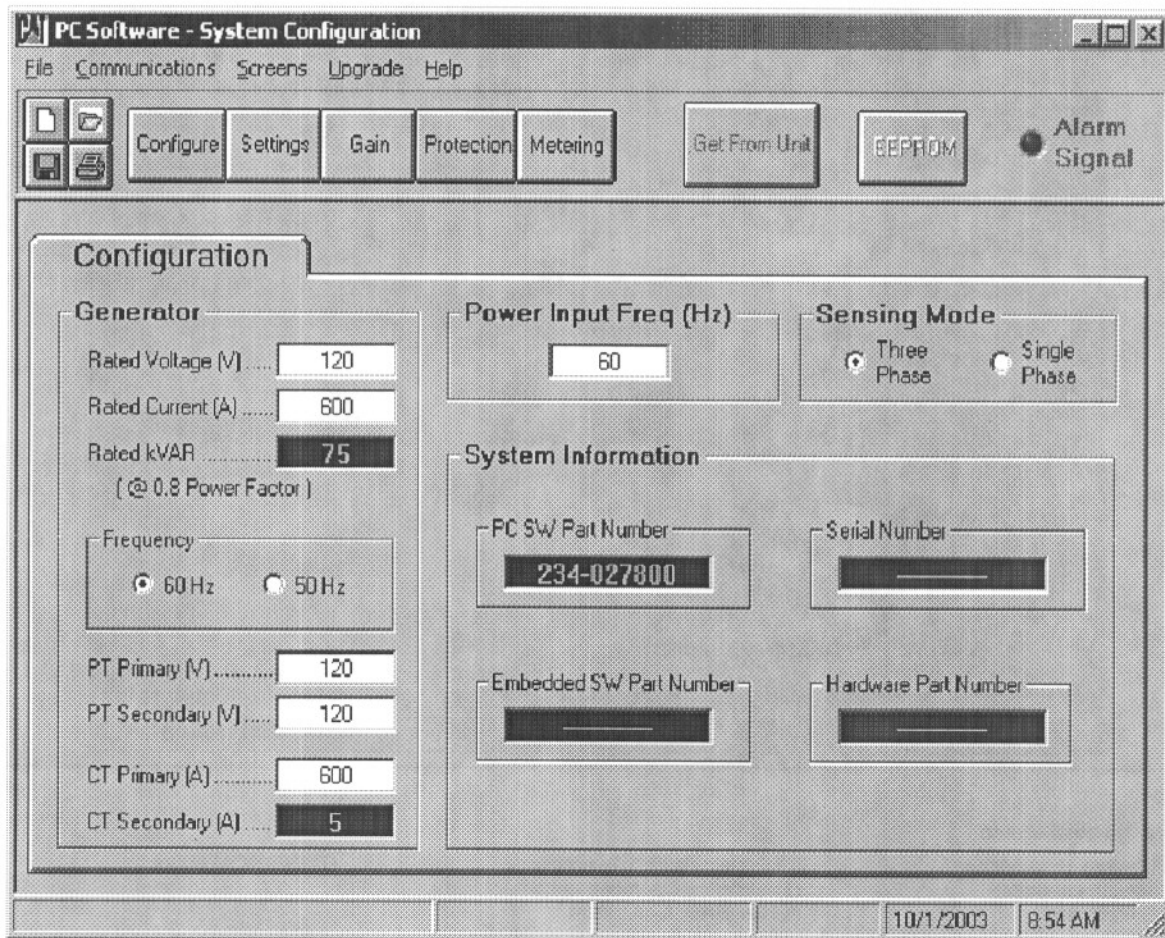 PC Software - System Configuration
File Communications Screens Upgrade Help
Configure Settings Gain Protection Metering Get From Unit EEPROM Alarm Signal
Configuration
Generator
Rated Voltage (V) ..... 120
Rated Current (A) ...... 600
Rated kVAR ............ 75
( @ 0.8 Power Factor )
Frequency
60 Hz 50 Hz
PT Primary (V) .......... 120
PT Secondary (V) ..... 120
CT Primary (A) .......... 600
CT Secondary (A) ..... 5
Power Input Freq (Hz)
60
Sensing Mode
Three Phase Single Phase
System Information
PC SW Part Number
234-027800
Serial Number
Embedded SW Part Number
Hardware Part Number
10/1/2003 8:54 AM